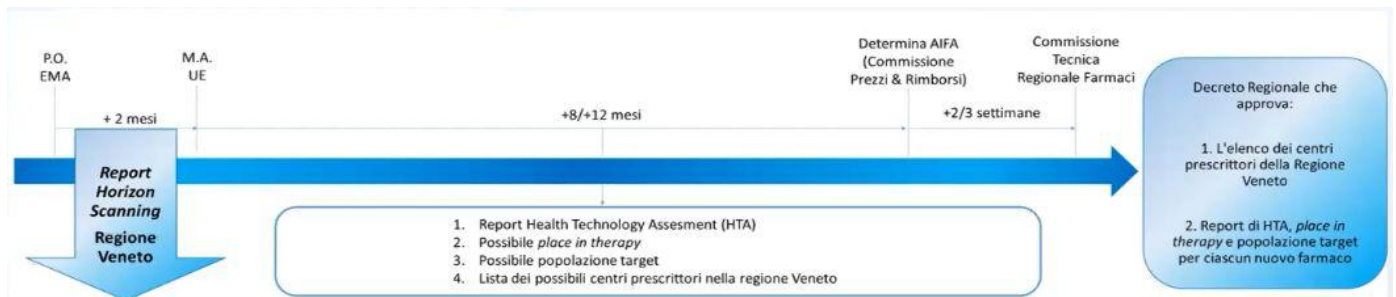 P.O.
EMA
M.A.
UE
Determina AIFA
(Commissione
Prezzi & Rimborsi)
Commissione
Tecnica
Regionale Farmaci
+ 2 mesi
+8/+12 mesi
+2/3 settimane
Report
Horizon
Scanning
Regione
Veneto
1. Report Health Technology Assesment (HTA)
2. Possibile place in therapy
3. Possibile popolazione target
4. Lista dei possibili centri prescrittori nella regione Veneto
Decreto Regionale che
approva:
1. L'elenco dei centri
prescrittori della Regione
Veneto
2. Report di HTA, place in
therapy e popolazione target
per ciascun nuovo farmaco